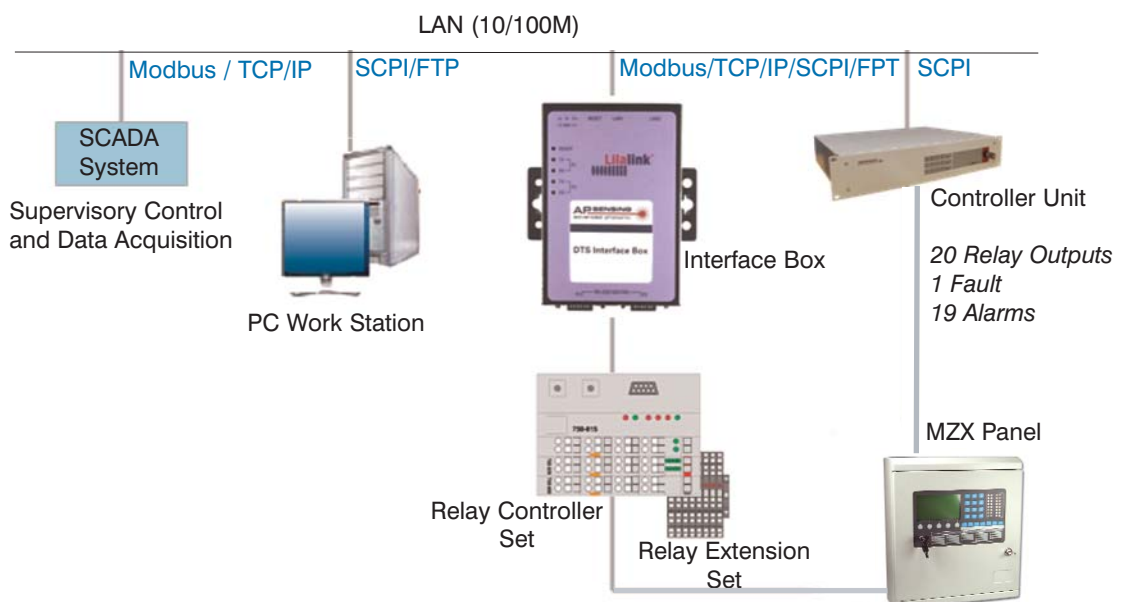 LAN (10/100M)
Modbus / TCP/IP
SCPI/FTP
Modbus/TCP/IP/SCPI/FPT
SCPI
SCADA
System
Supervisory Control
and Data Acquisition
PC Work Station
Lilalink
AP SENSING
DTS Interface Box
Interface Box
Controller Unit
20 Relay Outputs
1 Fault
19 Alarms
Relay Controller
Set
Relay Extension
Set
MZX Panel